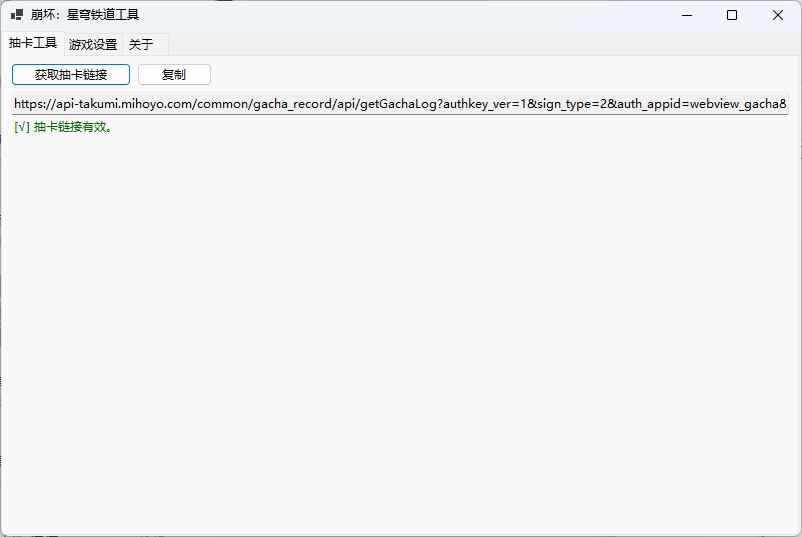 崩坏：星穹铁道工具
抽卡工具 游戏设置 关于
获取抽卡链接 复制
https://api-takumi.mihoyo.com/common/gacha_record/api/getGachaLog?authkey_ver=1&sign_type=2&auth_appid=webview_gacha&
[√] 抽卡链接有效。